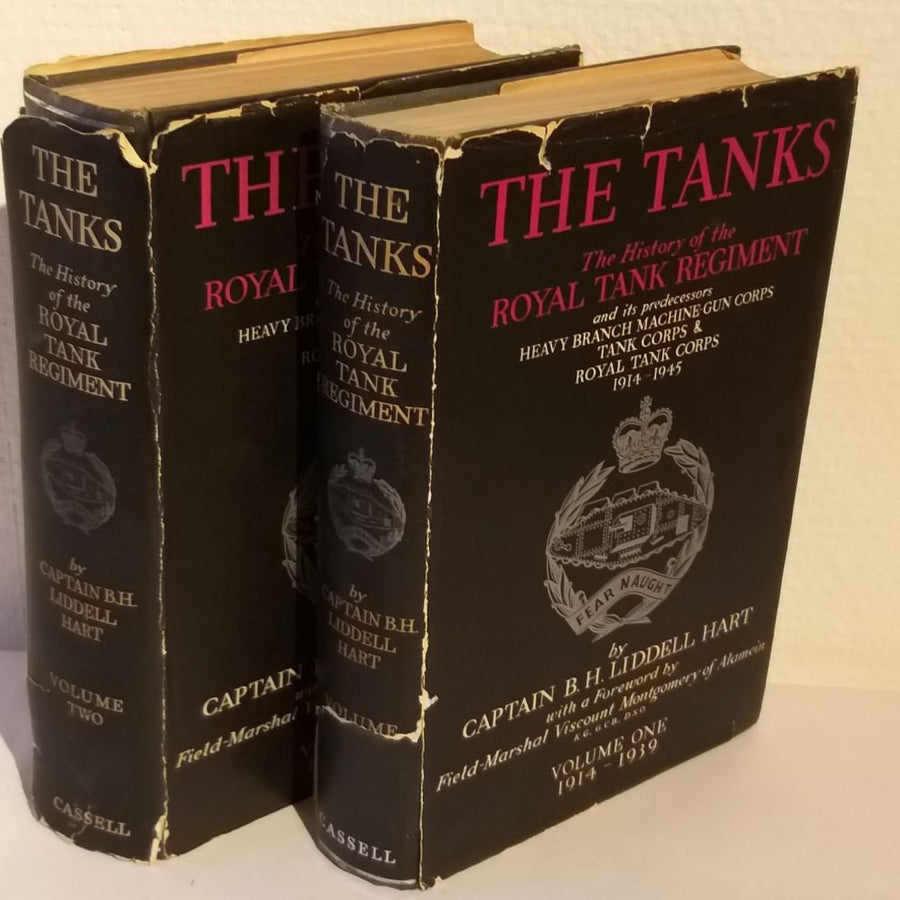 THE
TANKS
The History
of the
ROYAL
TANK
REGIMENT
by
CAPTAIN B.H.
LIDDELL
HART
VOLUME
TWO
CASSELL
TH
ROYAL
HEAVY BR
CAPTAIN
with
Field-Marshal
THE
TANKS
The History
of the
ROYAL
TANK
REGIMENT
by
CAPTAIN B.H.
LIDDELL
HART
VOLUME
CASSELL
THE TANKS
The History of the
ROYAL TANK REGIMENT
and its predecessors
HEAVY BRANCH MACHINE-GUN CORPS
TANK CORPS &
ROYAL TANK CORPS
1914-1945
FEAR NAUGHT
by
CAPTAIN B. H. LIDDELL HART
with a Foreword by
Field-Marshal Viscount Montgomery of Alamein
K.G. G.C.B. D.S.O
VOLUME ONE
1914 - 1939